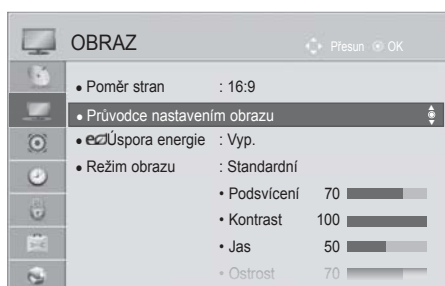 OBRAZ Přesun OK
• Poměr stran : 16:9
• Průvodce nastavením obrazu
• eco Úspora energie : Vyp.
• Režim obrazu : Standardní
• Podsvícení 70
• Kontrast 100
• Jas 50
• Ostrost 70